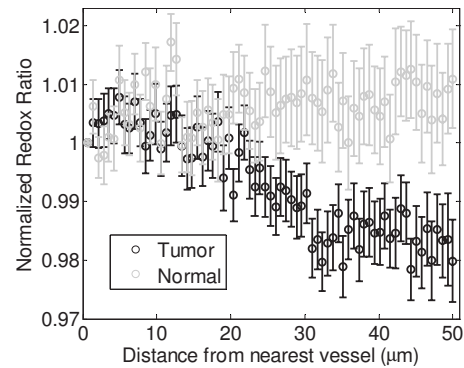 1.02
1.01
1
0.99
0.98
0.97
Normalized Redox Ratio
Tumor
Normal
0 10 20 30 40 50
Distance from nearest vessel (μm)